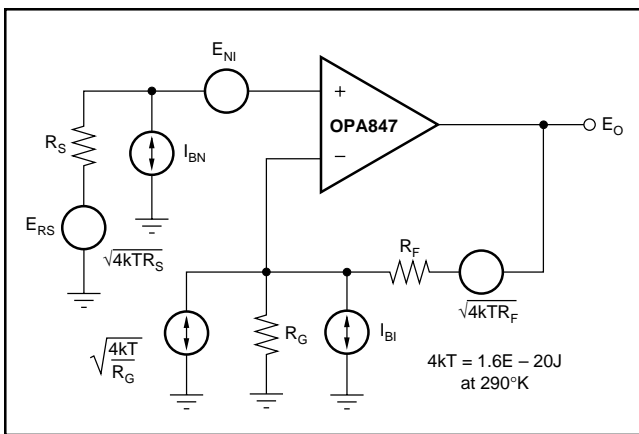 E_NI
+
OPA847
−
E_O
R_S
I_BN
E_RS
√4kTR_S
R_F
√4kTR_F
√4kT/R_G
R_G
I_BI
4kT = 1.6E – 20J
at 290°K